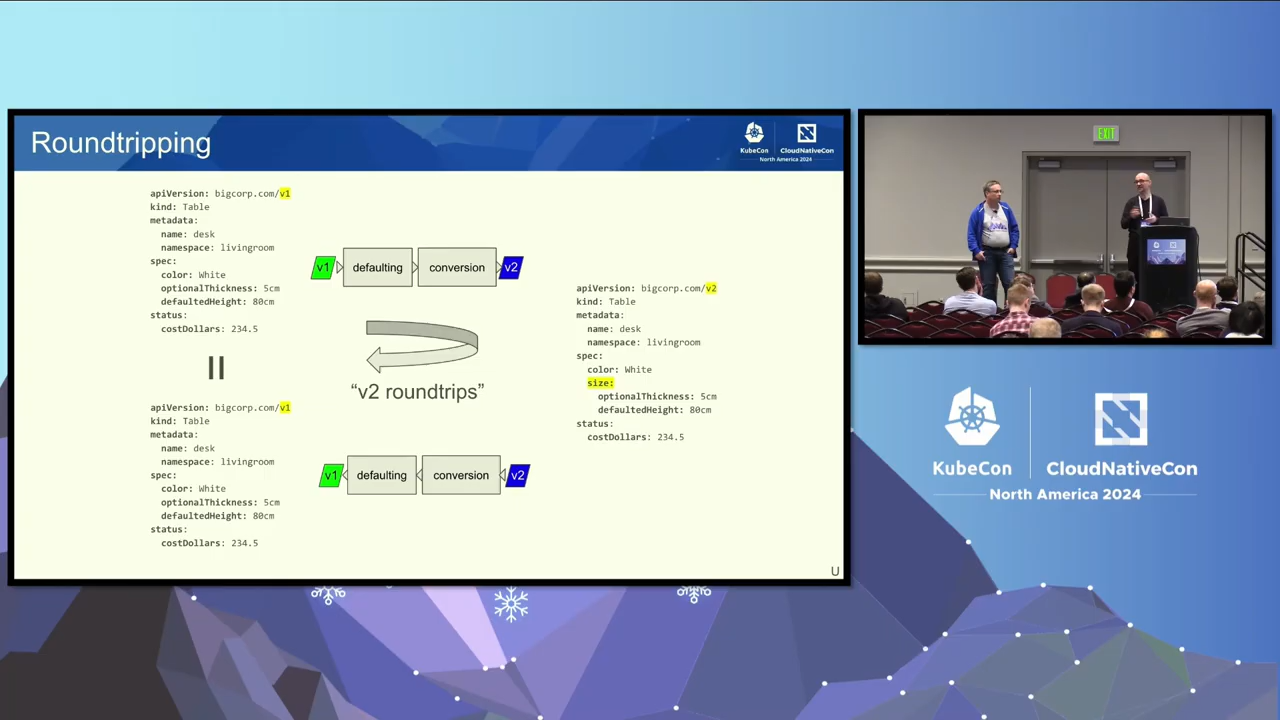 Roundtripping
KubeCon
CloudNativeCon
North America 2024
apiVersion: bigcorp.com/v1
kind: Table
metadata:
name: desk
namespace: livingroom
spec:
color: White
optionalThickness: 5cm
defaultedHeight: 80cm
status:
costDollars: 234.5
=
apiVersion: bigcorp.com/v1
kind: Table
metadata:
name: desk
namespace: livingroom
spec:
color: White
optionalThickness: 5cm
defaultedHeight: 80cm
status:
costDollars: 234.5
v1 defaulting conversion v2
“v2 roundtrips”
v1 defaulting conversion v2
apiVersion: bigcorp.com/v2
kind: Table
metadata:
name: desk
namespace: livingroom
spec:
color: White
size:
optionalThickness: 5cm
defaultedHeight: 80cm
status:
costDollars: 234.5
U
EXIT
KubeCon
CloudNativeCon
North America 2024